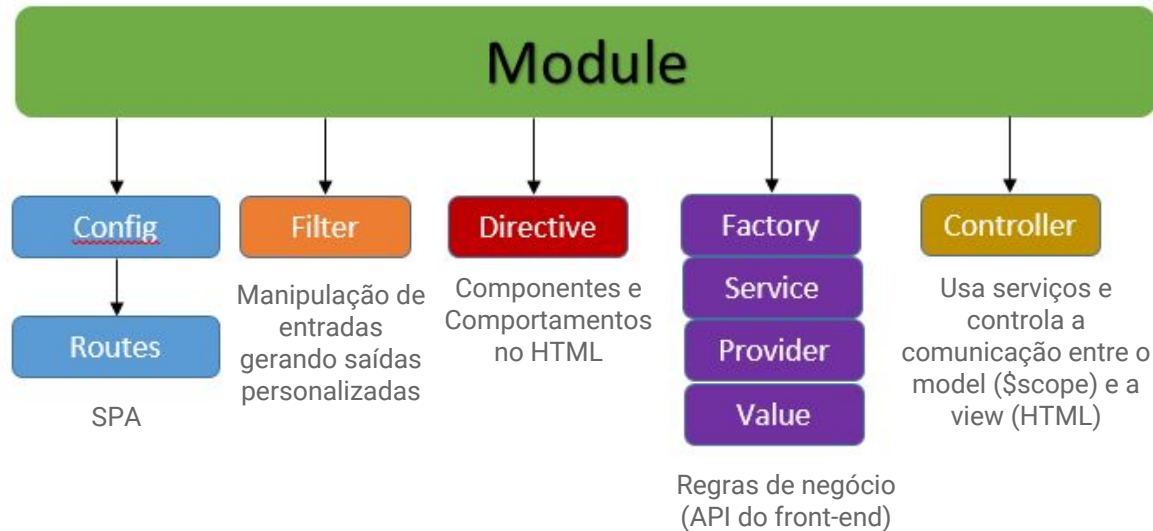 Module
Config
Routes
SPA
Filter
Manipulação de
entradas
gerando saídas
personalizadas
Directive
Componentes e
Comportamentos
no HTML
Factory
Service
Provider
Value
Regras de negócio
(API do front-end)
Controller
Usa serviços e
controla a
comunicação entre o
model ($scope) e a
view (HTML)